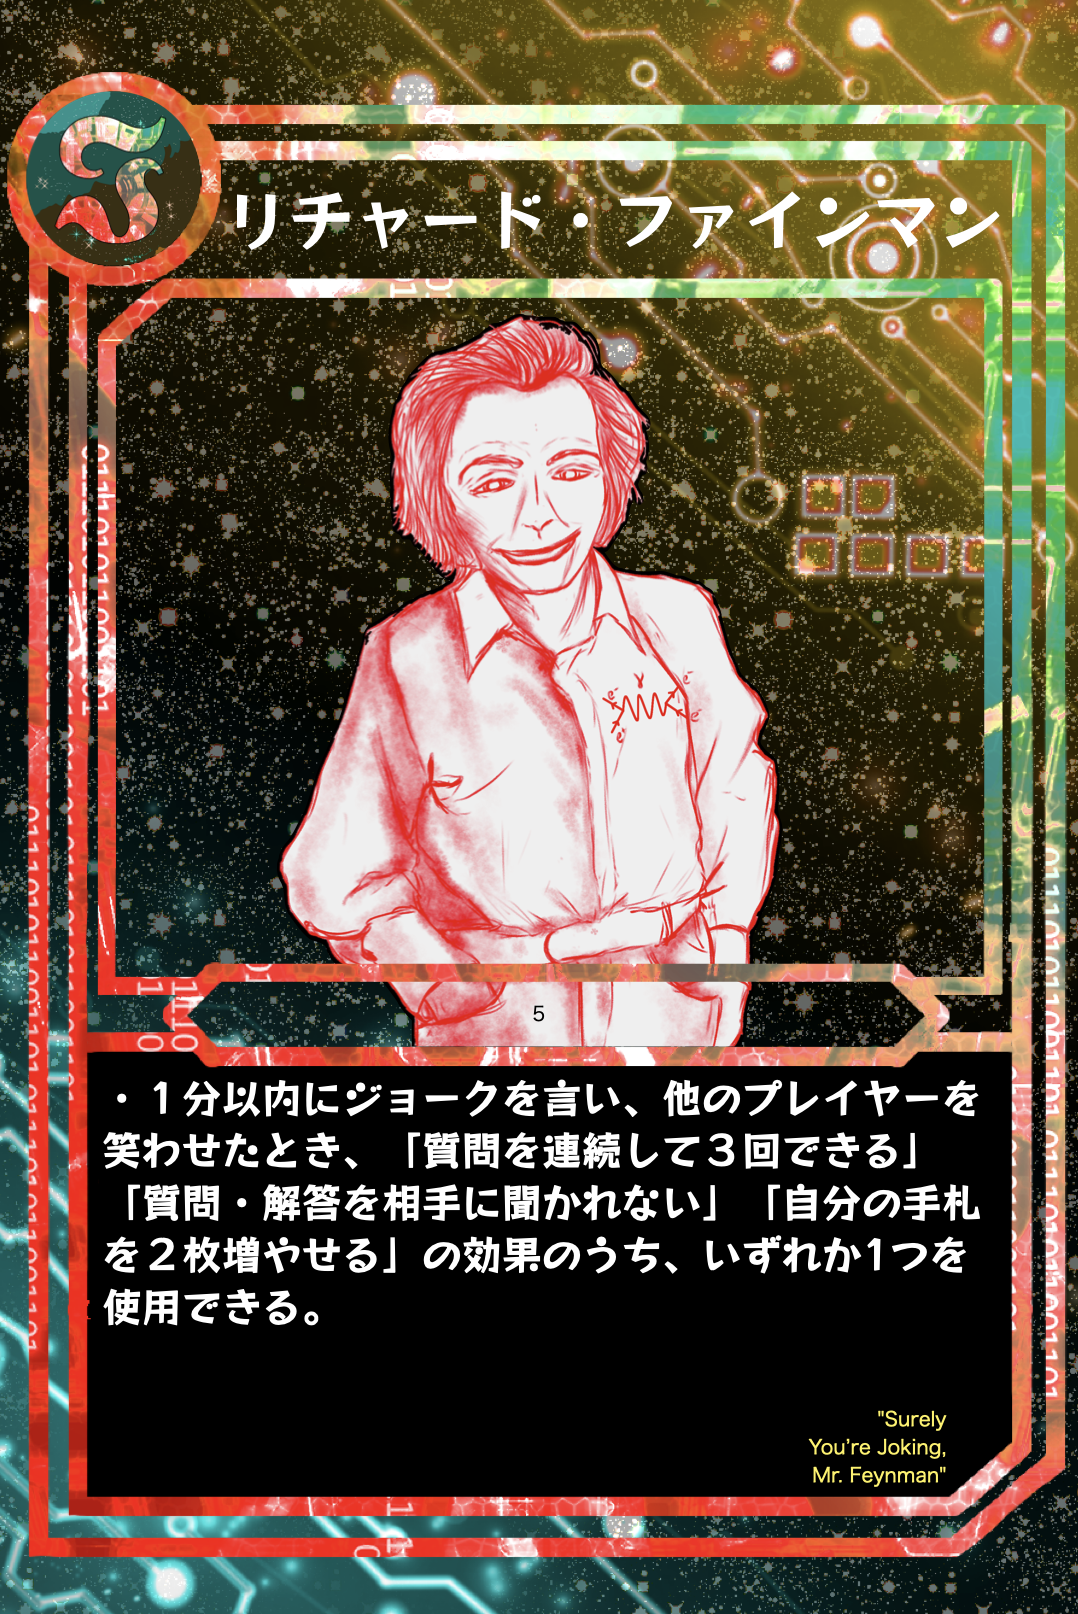 リチャード・ファインマン
γ
e⁻
e⁻
e⁻
e⁻
5
・１分以内にジョークを言い、他のプレイヤーを
笑わせたとき、「質問を連続して３回できる」
「質問・解答を相手に聞かれない」「自分の手札
を２枚増やせる」の効果のうち、いずれか1つを
使用できる。
"Surely
You’re Joking,
Mr. Feynman"